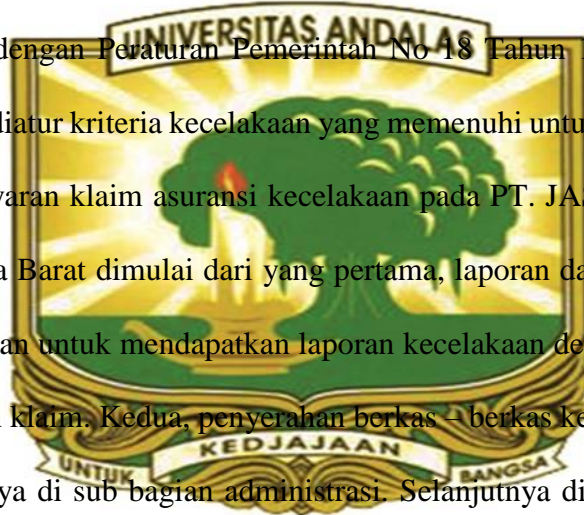 UNIVERSITAS ANDALAS
dengan Peraturan Pemerintah No 18 Tahun
diatur kriteria kecelakaan yang memenuhi untu
aran klaim asuransi kecelakaan pada PT. JAS
a Barat dimulai dari yang pertama, laporan da
an untuk mendapatkan laporan kecelakaan de
klaim. Kedua, penyerahan berkas – berkas ke
KEDJAJAAN
UNTUK BANGSA
ya di sub bagian administrasi. Selanjutnya di